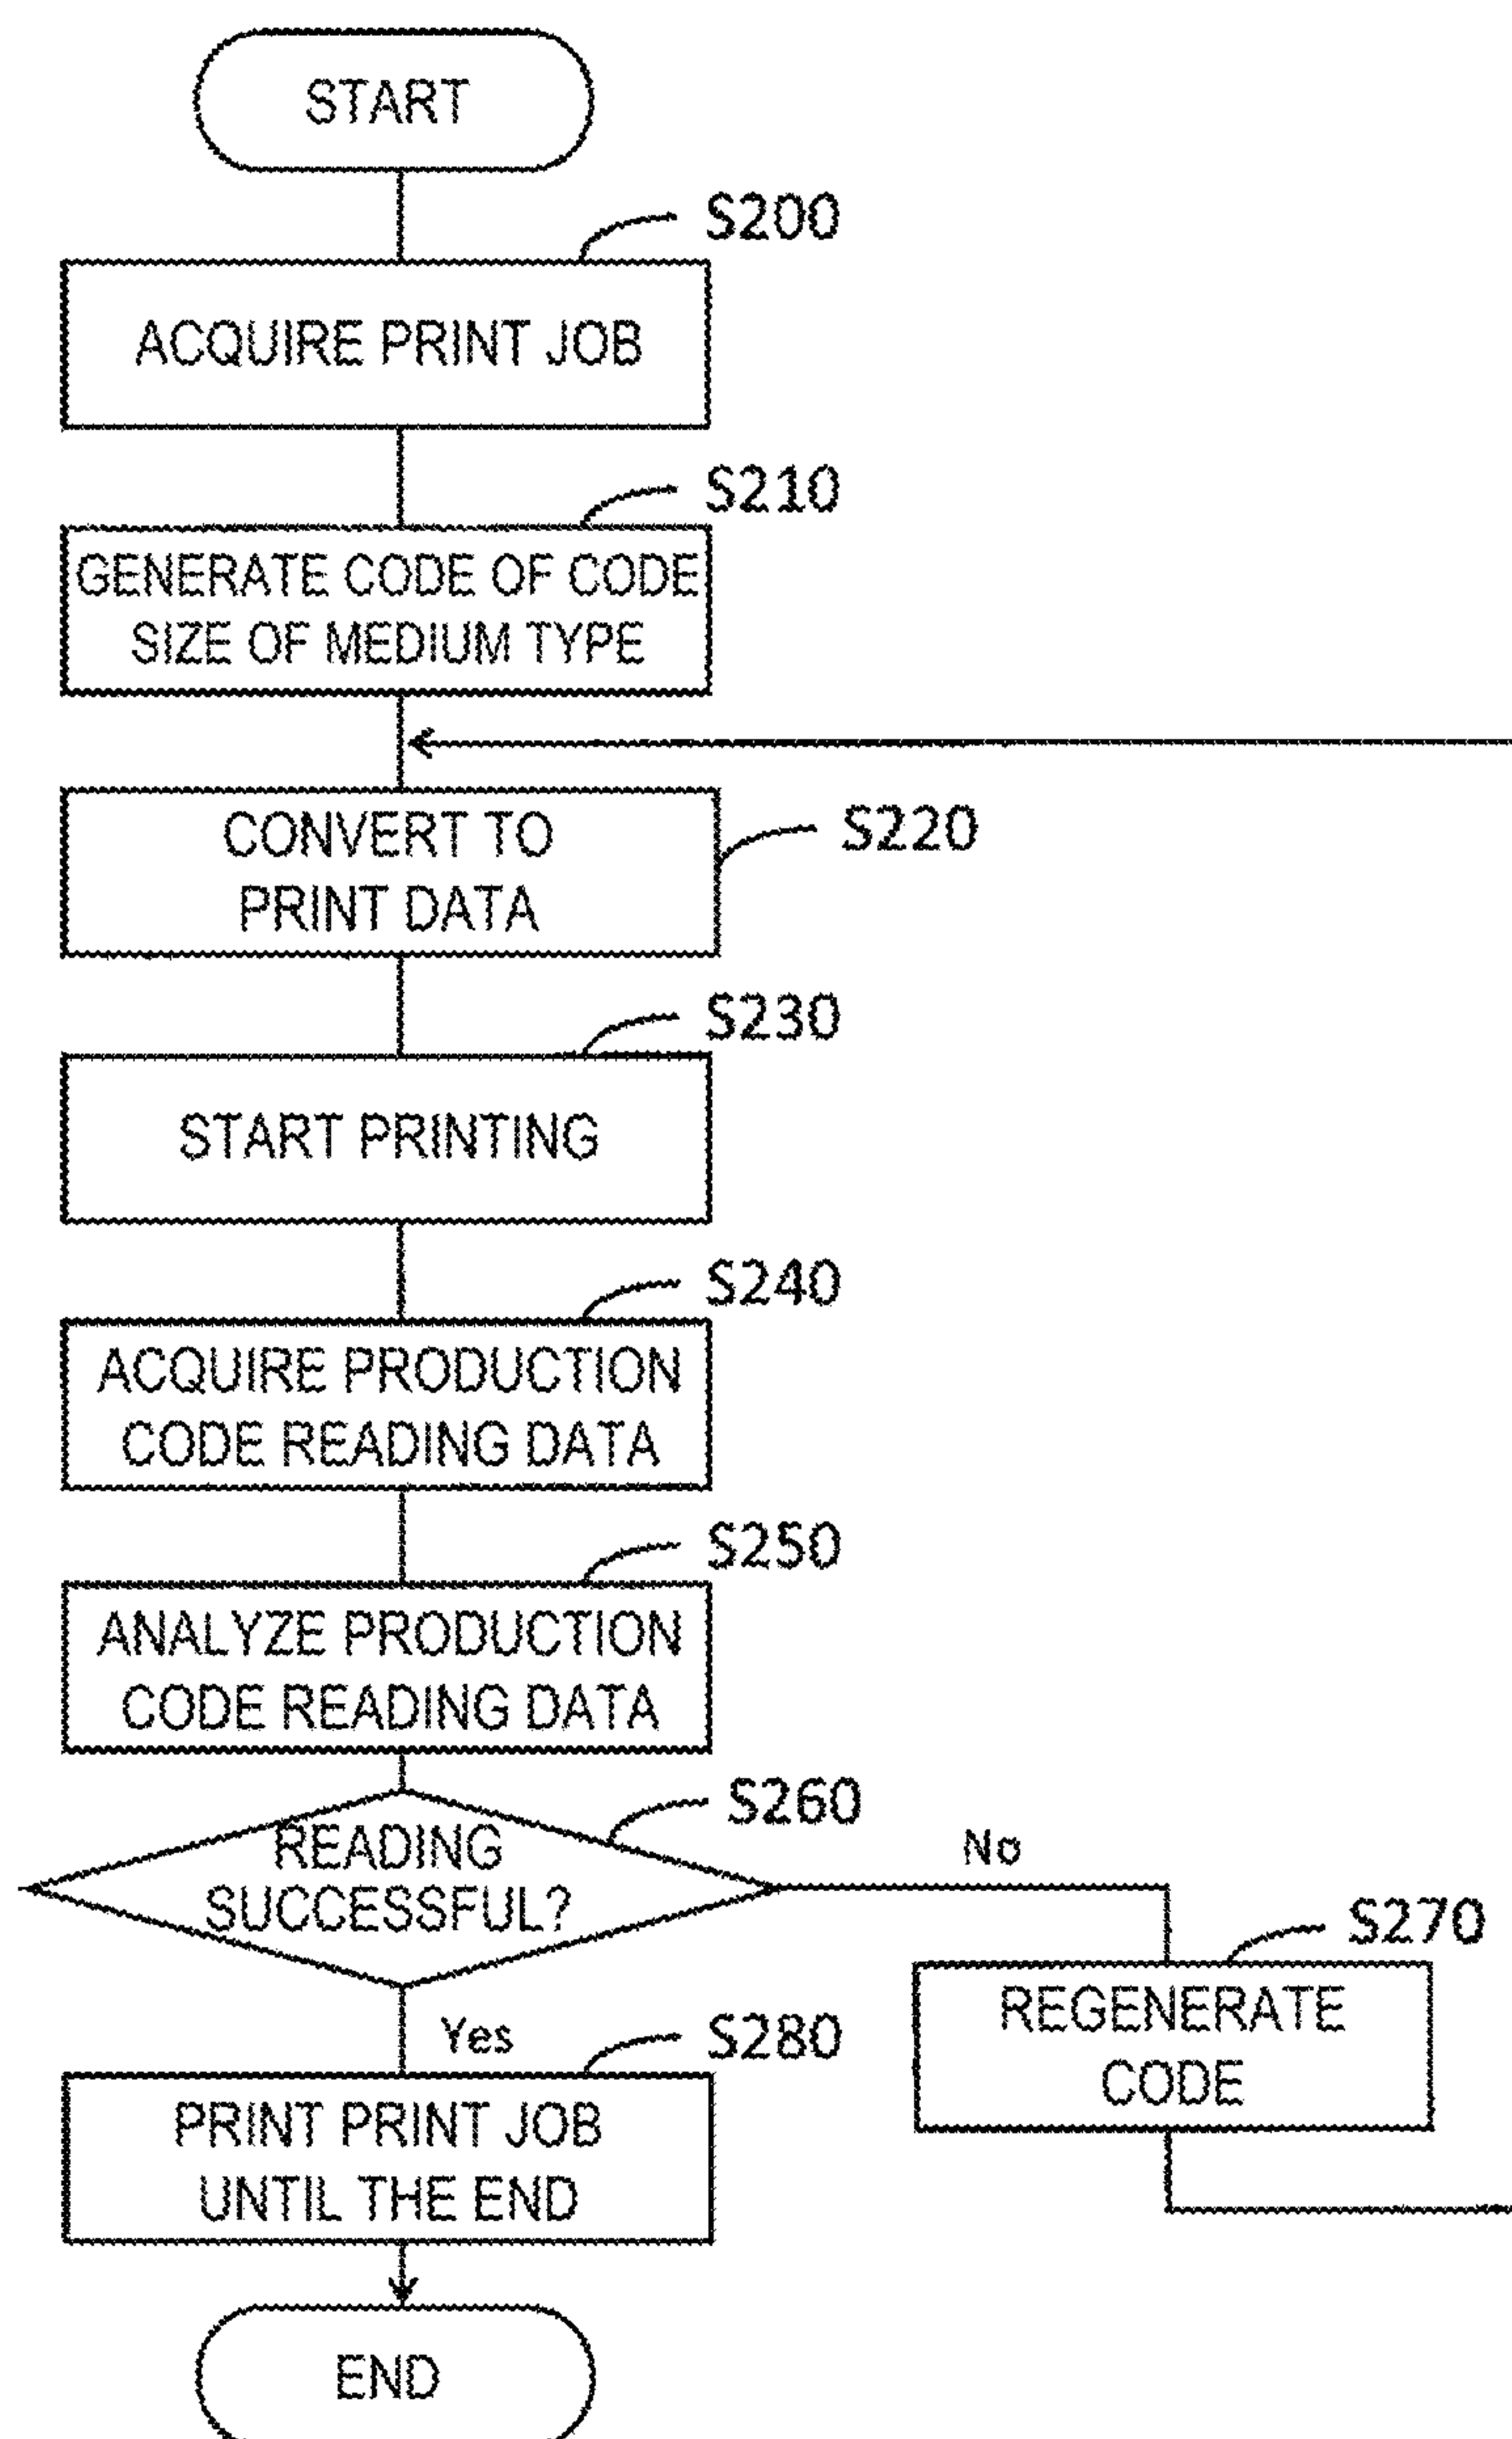 START
S200
ACQUIRE PRINT JOB
S210
GENERATE CODE OF CODE
SIZE OF MEDIUM TYPE
CONVERT TO
PRINT DATA
S220
S230
START PRINTING
S240
ACQUIRE PRODUCTION
CODE READING DATA
S250
ANALYZE PRODUCTION
CODE READING DATA
S260
READING
SUCCESSFUL?
No
S270
REGENERATE
CODE
Yes
S280
PRINT PRINT JOB
UNTIL THE END
END